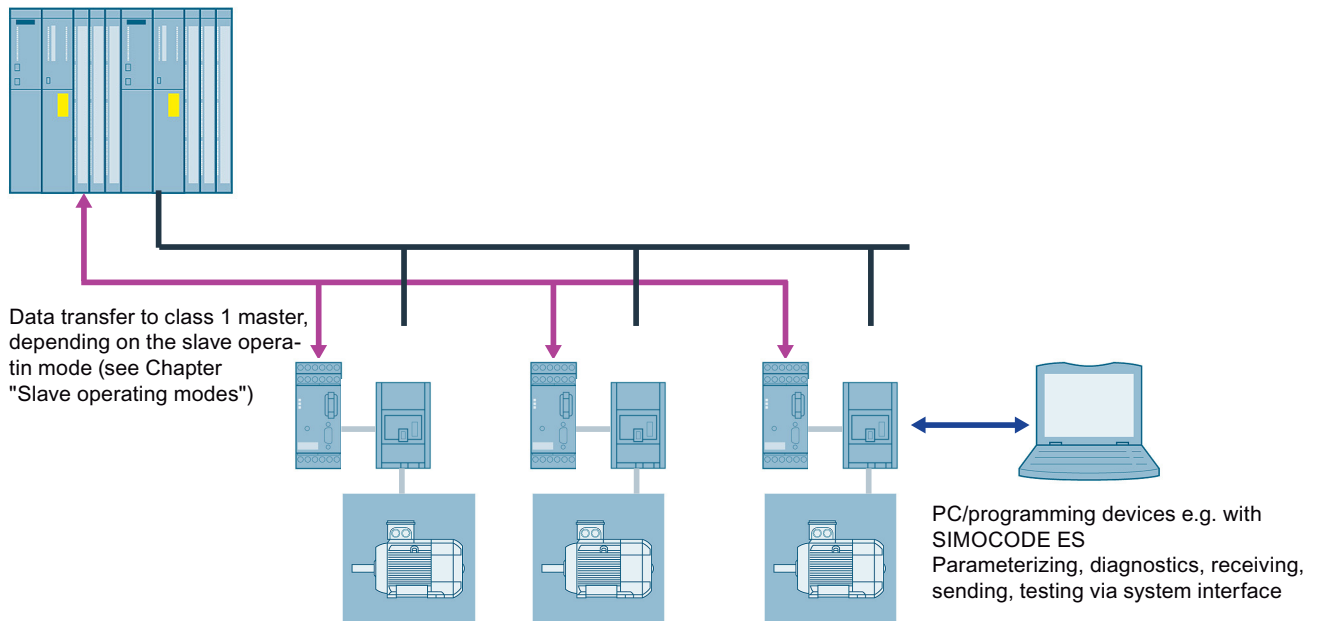 Data transfer to class 1 master,
depending on the slave opera-
tin mode (see Chapter
"Slave operating modes")
PC/programming devices e.g. with
SIMOCODE ES
Parameterizing, diagnostics, receiving,
sending, testing via system interface